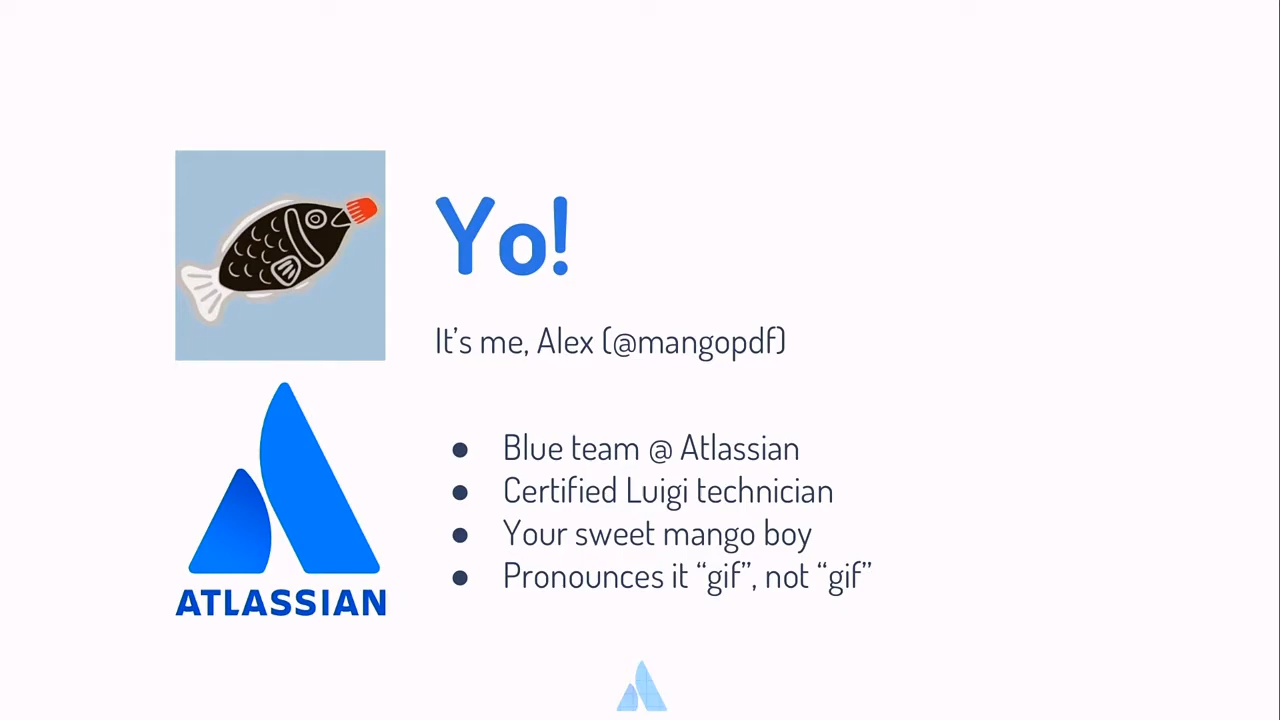 Yo!
It’s me, Alex (@mangopdf)
ATLASSIAN
● Blue team @ Atlassian
● Certified Luigi technician
● Your sweet mango boy
● Pronounces it “gif”, not “gif”